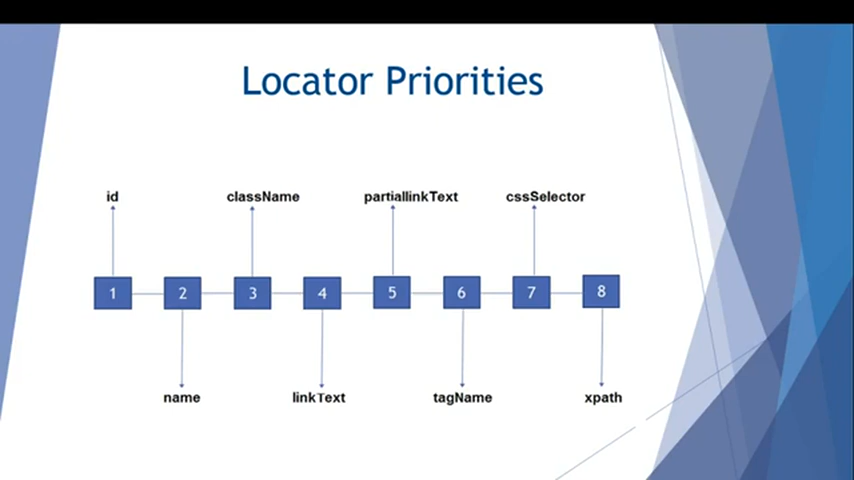 Locator Priorities
id
className
partiallinkText
cssSelector
1 2 3 4 5 6 7 8
name
linkText
tagName
xpath